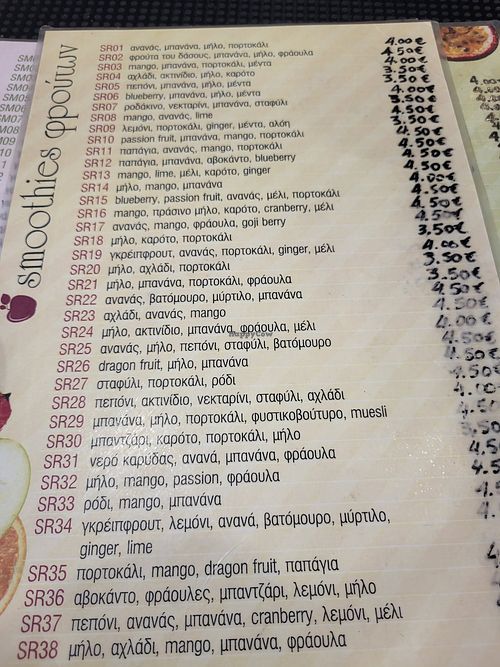 smoothies φρούτων
SR01 ανανάς, μπανάνα, μήλο, πορτοκάλι 4.00€
SR02 φρούτα του δάσους, μπανάνα, μήλο, φράουλα 4.50€
SR03 mango, μπανάνα, πορτοκάλι, μέντα 4.00€
SR04 αχλάδι, ακτινίδιο, μήλο, καρότο 3.50€
SR05 πεπόνι, μπανάνα, μήλο, μέντα 3.50€
SR06 blueberry, μπανάνα, μήλο, μέντα 4.00€
SR07 ροδάκινο, νεκταρίνι, μπανάνα, σταφύλι 3.50€
SR08 mango, ανανάς, lime 4.00€
SR09 λεμόνι, πορτοκάλι, ginger, μέντα, αλόη 3.50€
SR10 passion fruit, μπανάνα, mango, πορτοκάλι 4.50€
SR11 παπάγια, ανανάς, mango, πορτοκάλι 4.50€
SR12 παπάγια, μπανάνα, αβοκάντο, blueberry 4.50€
SR13 mango, lime, μέλι, καρότο, ginger 4.50€
SR14 μήλο, mango, μπανάνα 4.00€
SR15 blueberry, passion fruit, ανανάς, μέλι, πορτοκάλι 4.50€
SR16 mango, πράσινο μήλο, καρότο, cranberry, μέλι 4.50€
SR17 ανανάς, mango, φράουλα, goji berry 4.50€
SR18 μήλο, καρότο, πορτοκάλι 3.50€
SR19 γκρέιπφρουτ, ανανάς, πορτοκάλι, ginger, μέλι 4.00€
SR20 μήλο, αχλάδι, πορτοκάλι 3.50€
SR21 μήλο, μπανάνα, πορτοκάλι, φράουλα 3.50€
SR22 ανανάς, βατόμουρο, μύρτιλο, μπανάνα 4.50€
SR23 αχλάδι, ανανάς, mango 4.50€
SR24 μήλο, ακτινίδιο, μπανάνα, φράουλα, μέλι 4.00€
SR25 ανανάς, μήλο, πεπόνι, σταφύλι, βατόμουρο 4.50€
SR26 dragon fruit, μήλο, μπανάνα 4.50€
SR27 σταφύλι, πορτοκάλι, ρόδι
SR28 πεπόνι, ακτινίδιο, νεκταρίνι, σταφύλι, αχλάδι
SR29 μπανάνα, μήλο, πορτοκάλι, φυστικοβούτυρο, muesli
SR30 μπαντζάρι, καρότο, πορτοκάλι, μήλο
SR31 νερό καρύδας, ανανά, μπανάνα, φράουλα
SR32 μήλο, mango, passion, φράουλα
SR33 ρόδι, mango, μπανάνα
SR34 γκρέιπφρουτ, λεμόνι, ανανά, βατόμουρο, μύρτιλο,
ginger, lime
SR35 πορτοκάλι, mango, dragon fruit, παπάγια
SR36 αβοκάντο, φράουλες, μπαντζάρι, λεμόνι, μήλο
SR37 πεπόνι, ανανάς, μπανάνα, cranberry, λεμόνι, μέλι
SR38 μήλο, αχλάδι, mango, μπανάνα, φράουλα